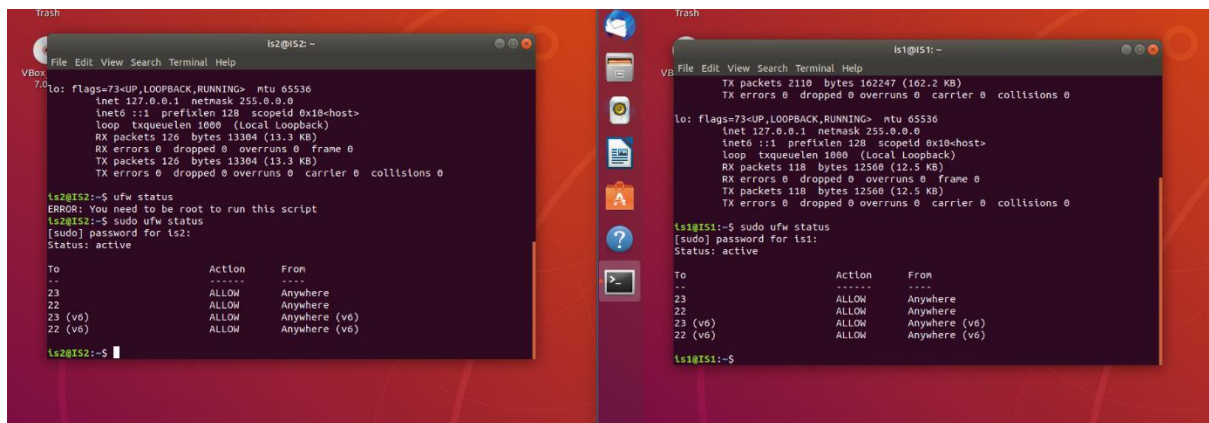 Trash
is2@IS2: ~
File Edit View Search Terminal Help
VBox
7.0
lo: flags=73<UP,LOOPBACK,RUNNING> mtu 65536
inet 127.0.0.1 netmask 255.0.0.0
inet6 ::1 prefixlen 128 scopeid 0x10<host>
loop txqueuelen 1000 (Local Loopback)
RX packets 126 bytes 13304 (13.3 KB)
RX errors 0 dropped 0 overruns 0 frame 0
TX packets 126 bytes 13304 (13.3 KB)
TX errors 0 dropped 0 overruns 0 carrier 0 collisions 0
is2@IS2:~$ ufw status
ERROR: You need to be root to run this script
is2@IS2:~$ sudo ufw status
[sudo] password for is2:
Status: active
To Action From
-- ------ ----
23 ALLOW Anywhere
22 ALLOW Anywhere
23 (v6) ALLOW Anywhere (v6)
22 (v6) ALLOW Anywhere (v6)
is2@IS2:~$
Trash
is1@IS1: ~
File Edit View Search Terminal Help
VB
TX packets 2110 bytes 162247 (162.2 KB)
TX errors 0 dropped 0 overruns 0 carrier 0 collisions 0
lo: flags=73<UP,LOOPBACK,RUNNING> mtu 65536
inet 127.0.0.1 netmask 255.0.0.0
inet6 ::1 prefixlen 128 scopeid 0x10<host>
loop txqueuelen 1000 (Local Loopback)
RX packets 118 bytes 12560 (12.5 KB)
RX errors 0 dropped 0 overruns 0 frame 0
TX packets 118 bytes 12560 (12.5 KB)
TX errors 0 dropped 0 overruns 0 carrier 0 collisions 0
is1@IS1:~$ sudo ufw status
[sudo] password for is1:
Status: active
To Action From
-- ------ ----
23 ALLOW Anywhere
22 ALLOW Anywhere
23 (v6) ALLOW Anywhere (v6)
22 (v6) ALLOW Anywhere (v6)
is1@IS1:~$